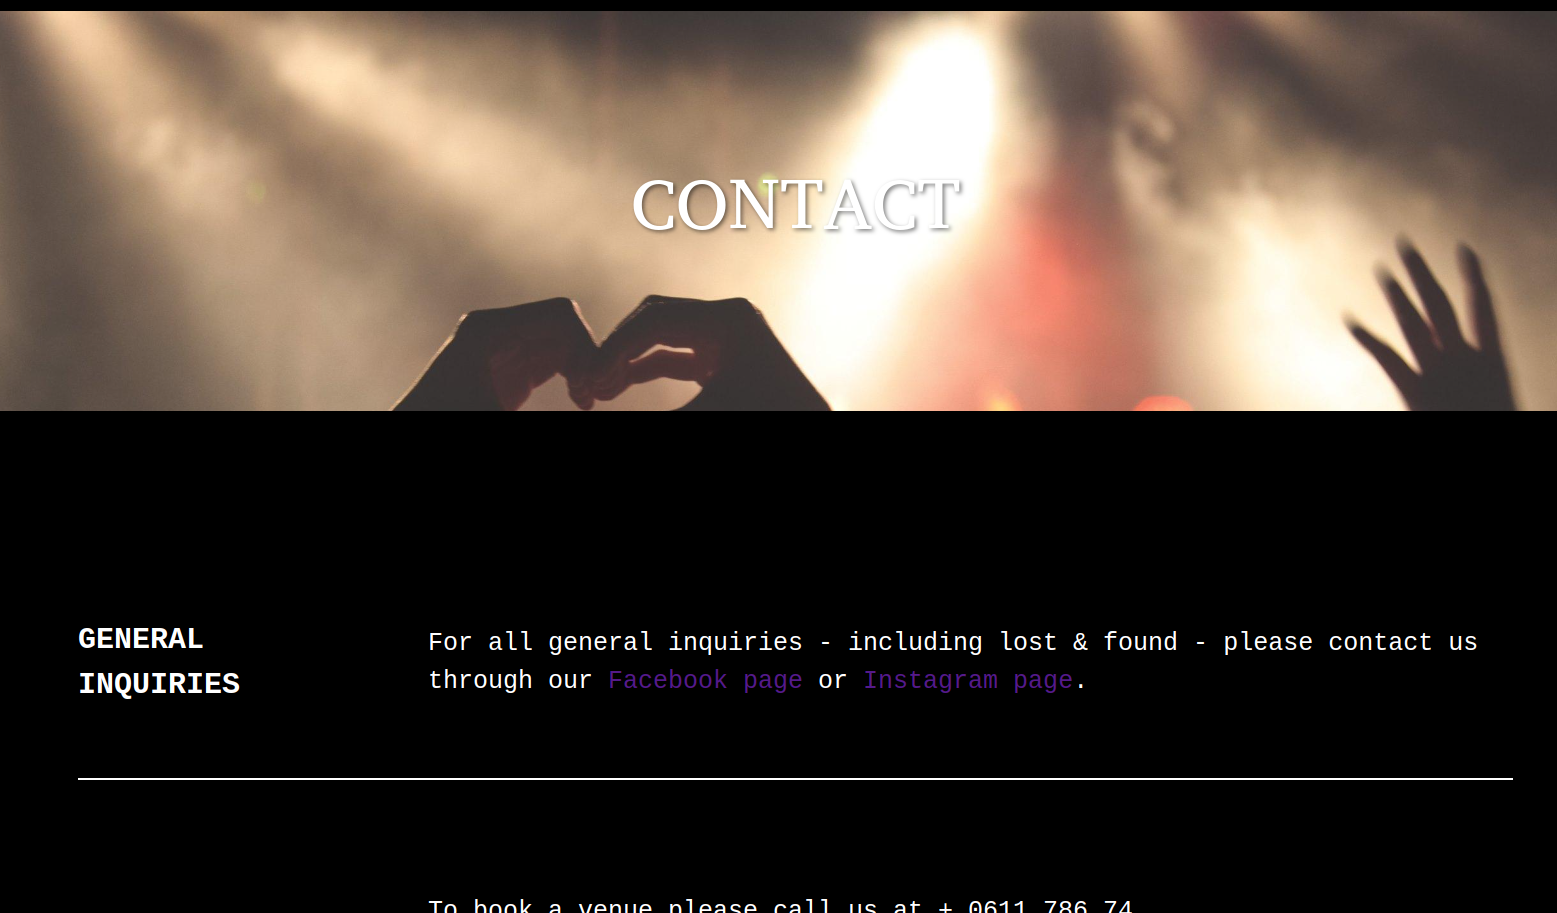 CONTACT
GENERAL
INQUIRIES
For all general inquiries - including lost & found - please contact us
through our Facebook page or Instagram page.
To book a venue please call us at + 0611 786 74